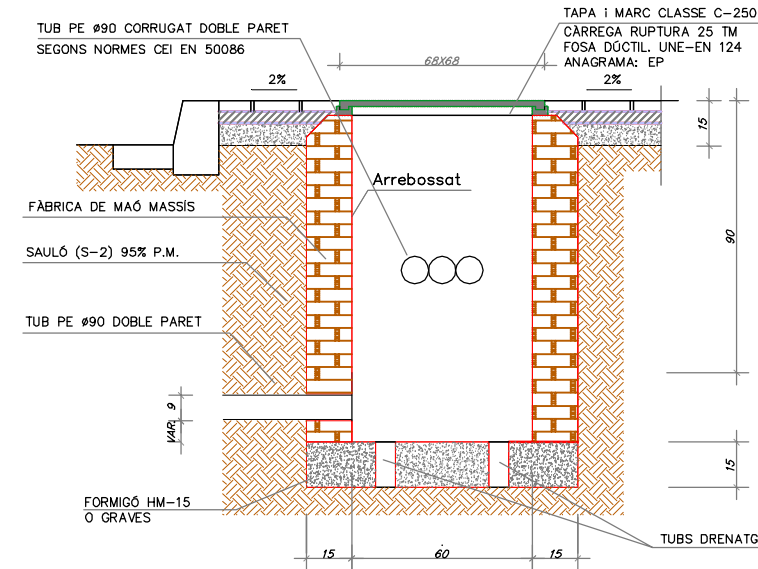 TUB PE ø90 CORRUGAT DOBLE PARET
SEGONS NORMES CEI EN 50086
TAPA i MARC CLASSE C-250
CÀRREGA RUPTURA 25 TM
FOSA DÚCTIL. UNE-EN 124
ANAGRAMA: EP
68X68
2%
2%
15
Arrebossat
FÀBRICA DE MAÓ MASSÍS
SAULÓ (S-2) 95% P.M.
90
TUB PE ø90 DOBLE PARET
9
VAR.
15
FORMIGÓ HM-15
O GRAVES
TUBS DRENATG
15
60
15